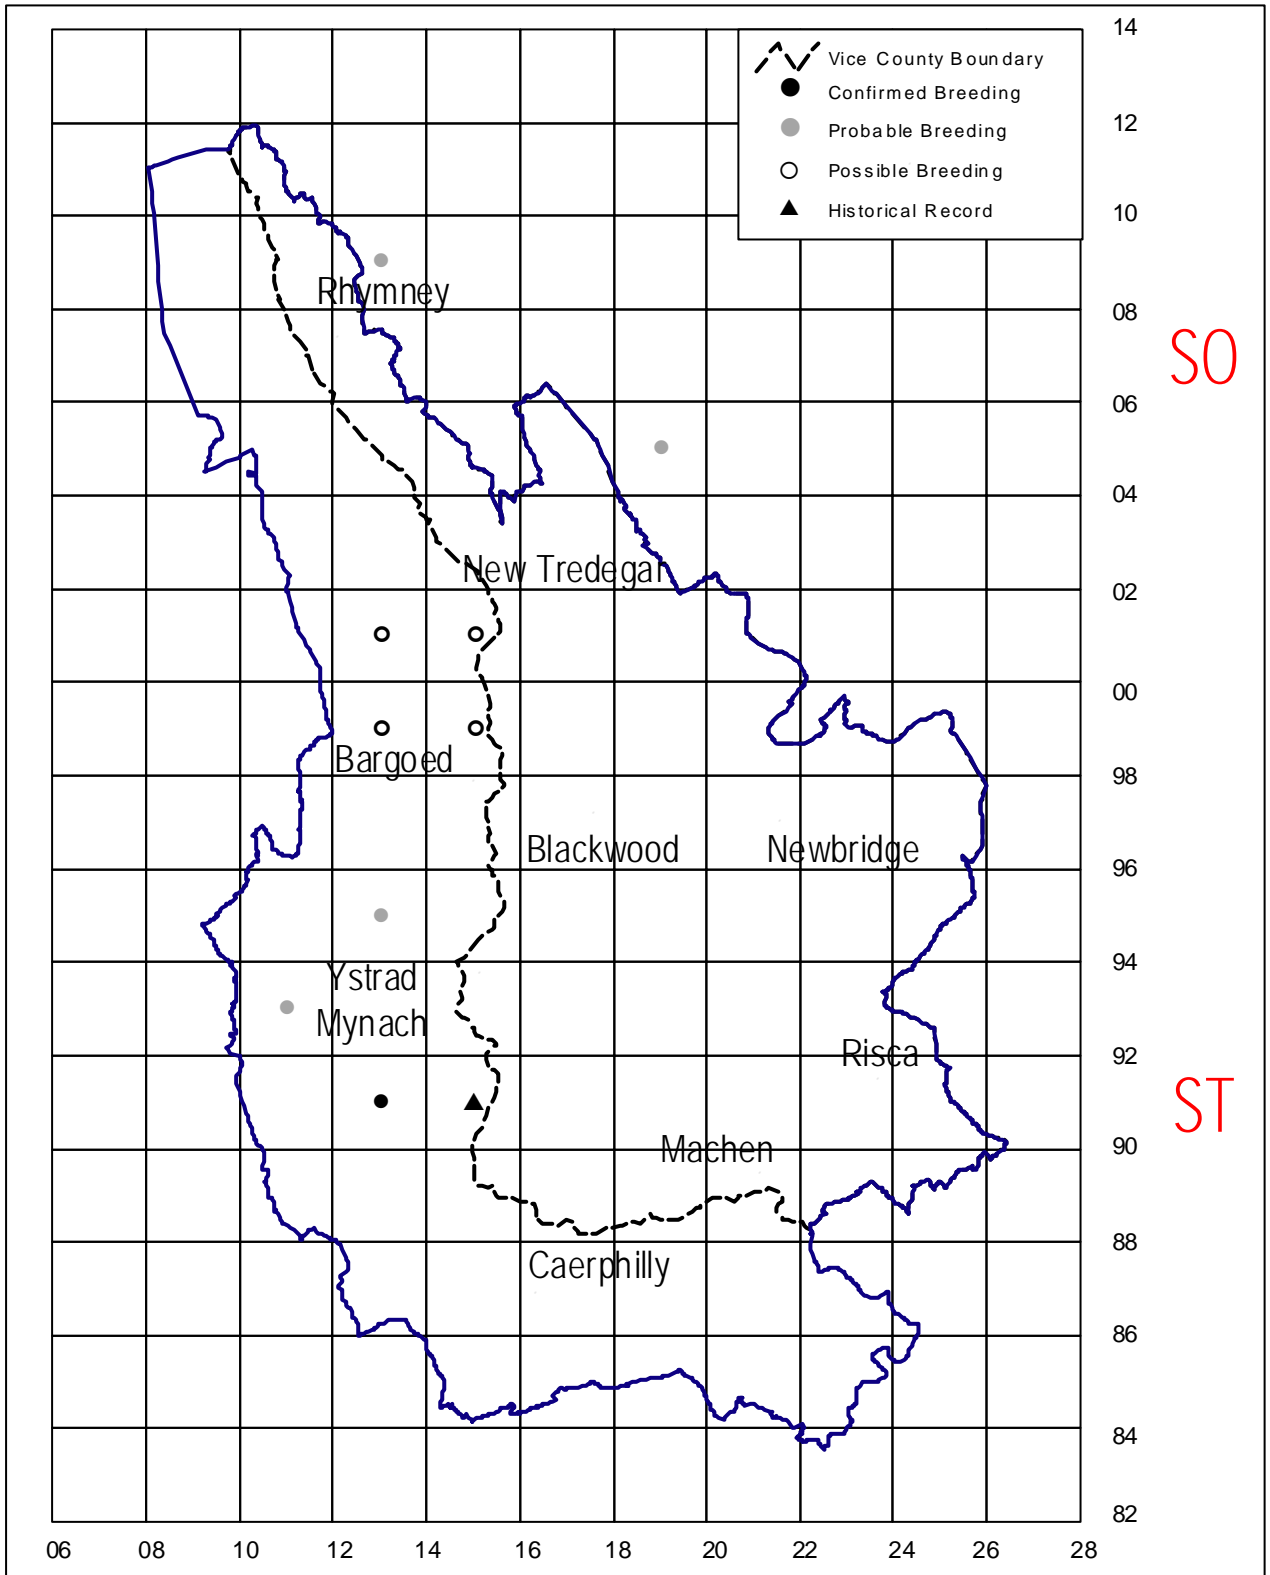 14
Vice County Boundary
Confirmed Breeding
Probable Breeding
Possible Breeding
Historical Record
12
10
Rhymney
08
SO
06
04
New Tredegar
02
00
Bargoed
98
Blackwood
Newbridge
96
Ystrad
Mynach
94
Risca
92
ST
Machen
90
Caerphilly
88
86
84
82
06
08
10
12
14
16
18
20
22
24
26
28